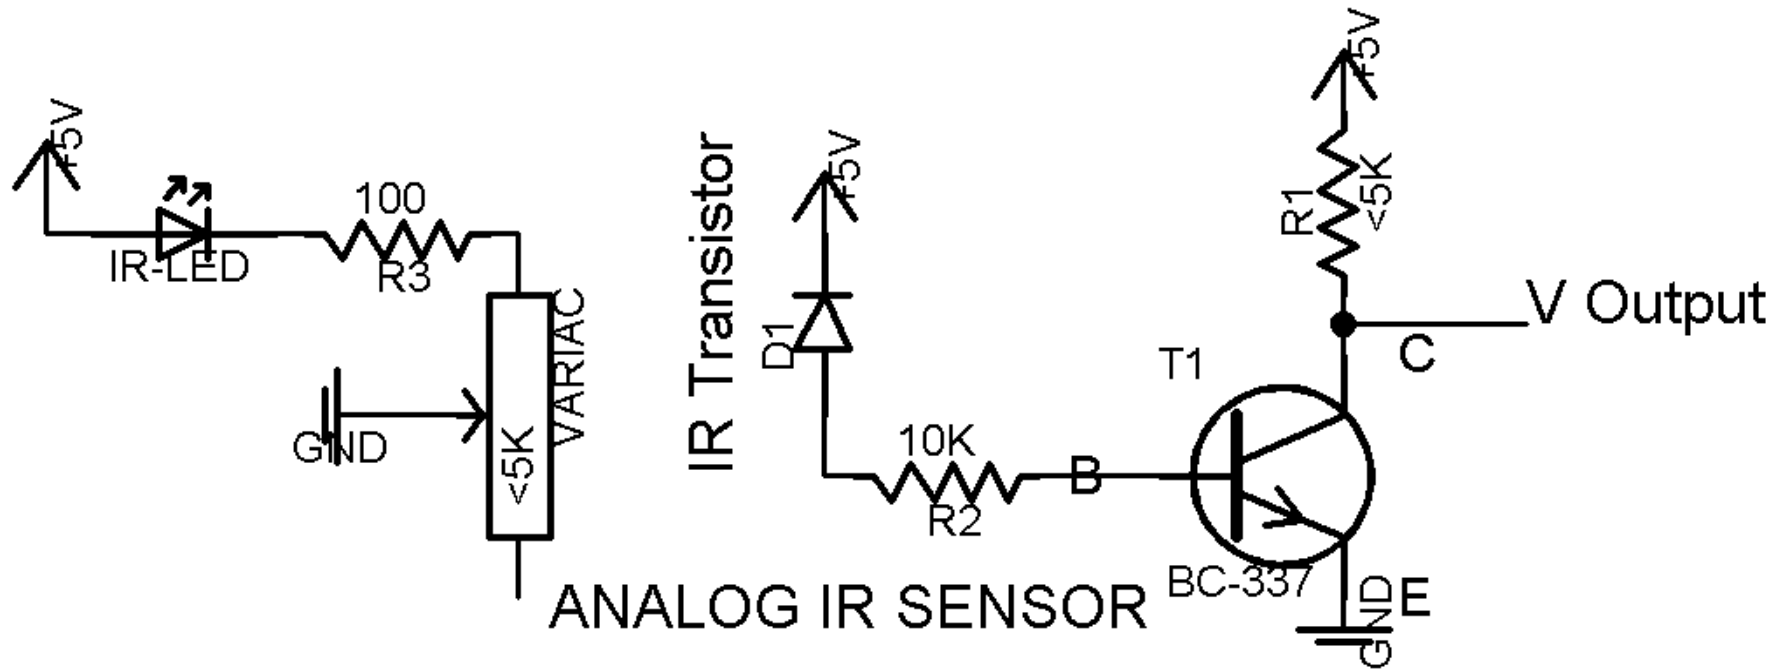 +5V
IR-LED
100
R3
VARIAC
<5K
GND
IR Transistor
+5V
D1
10K
R2
B
T1
BC-337
+5V
R1
<5K
C
V Output
E
GND
ANALOG IR SENSOR